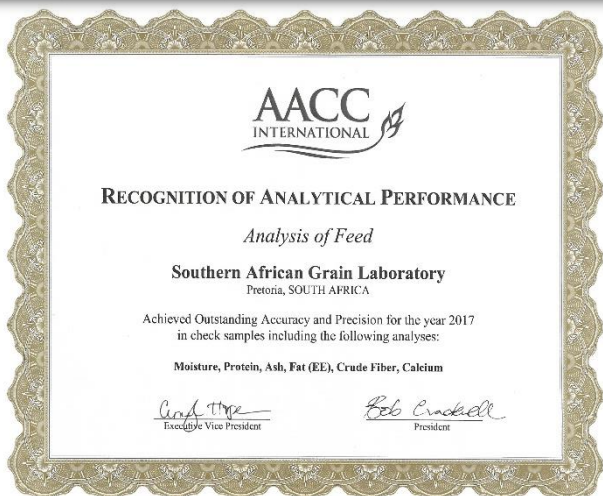 AACC
INTERNATIONAL
RECOGNITION OF ANALYTICAL PERFORMANCE
Analysis of Feed
Southern African Grain Laboratory
Pretoria, SOUTH AFRICA
Achieved Outstanding Accuracy and Precision for the year 2017
in check samples including the following analyses:
Moisture, Protein, Ash, Fat (EE), Crude Fiber, Calcium
Executive Vice President
President